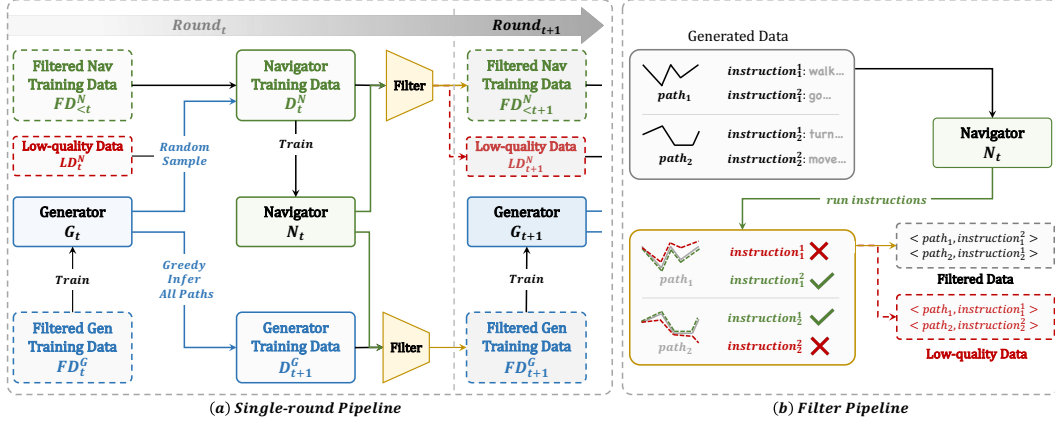 Round_t
Round_{t+1}
Filtered Nav
Training Data
FD^N_{<t}
Navigator
Training Data
D^N_t
Filter
Filtered Nav
Training Data
FD^N_{<t+1}
Low-quality Data
LD^N_t
Random
Sample
Train
Low-quality Data
LD^N_{t+1}
Generator
G_t
Navigator
N_t
Generator
G_{t+1}
Train
Greedy
Infer
All Paths
Train
Filtered Gen
Training Data
FD^G_t
Generator
Training Data
D^G_{t+1}
Filter
Filtered Gen
Training Data
FD^G_{t+1}
(a) Single-round Pipeline
Generated Data
instruction^1_1: walk...
path_1
instruction^2_1: go...
instruction^1_2: turn...
path_2
instruction^2_2: move...
Navigator
N_t
run instructions
instruction^1_1
path_1
instruction^2_1
instruction^1_2
path_2
instruction^2_2
< path_1, instruction^2_1 >
< path_2, instruction^1_2 >
Filtered Data
< path_1, instruction^1_1 >
< path_2, instruction^2_2 >
Low-quality Data
(b) Filter Pipeline